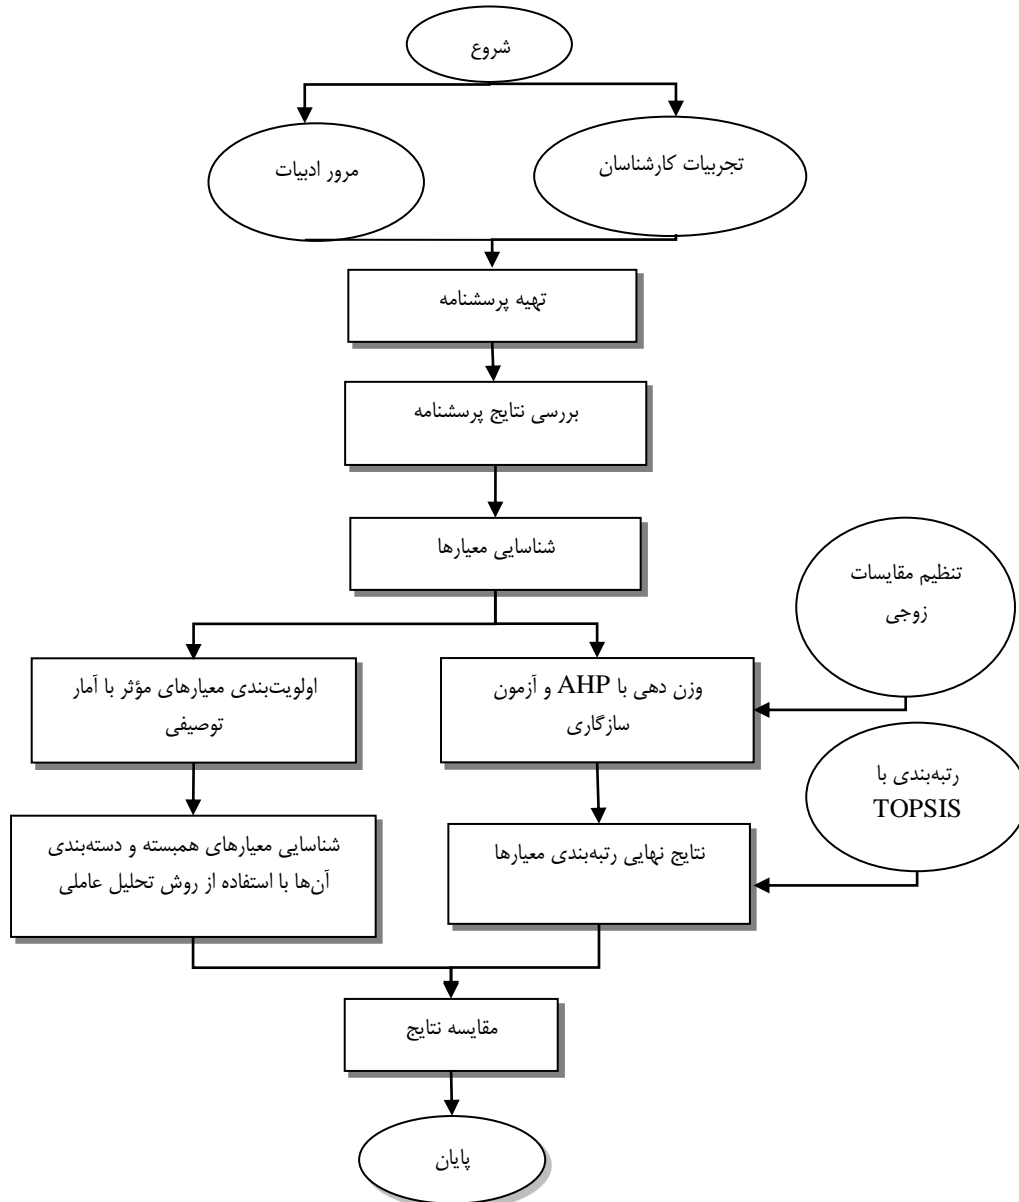 شروع
تجربیات کارشناسان
مرور ادبیات
تهیه پرسشنامه
بررسی نتایج پرسشنامه
شناسایی معیارها
تنظیم مقایسات
زوجی
وزن دهی با AHP و آزمون
سازگاری
اولویت‌بندی معیارهای مؤثر با آمار
توصیفی
رتبه‌بندی با
TOPSIS
نتایج نهایی رتبه‌بندی معیارها
شناسایی معیارهای همبسته و دسته‌بندی
آن‌ها با استفاده از روش تحلیل عاملی
مقایسه نتایج
پایان